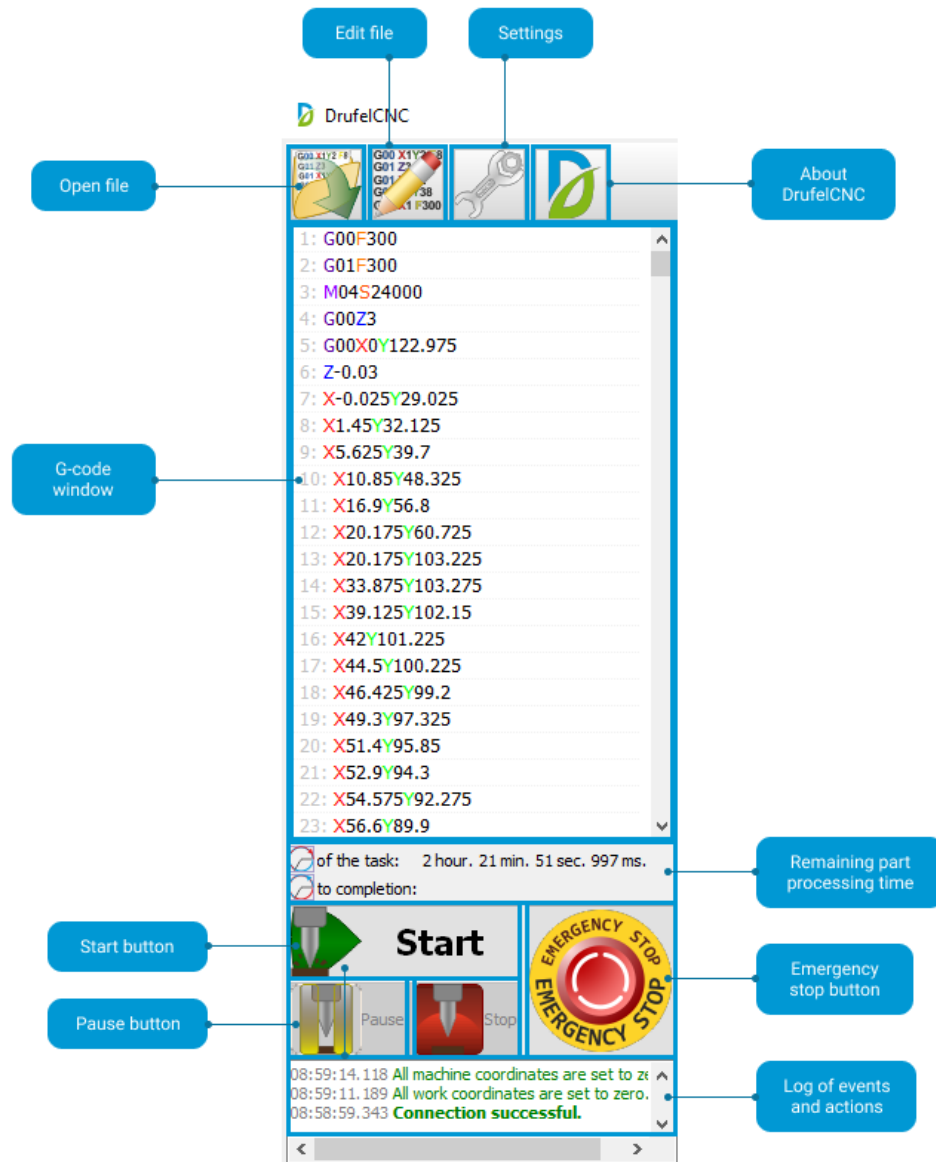 Edit file
Settings
DrufelCNC
Open file
About
DrufelCNC
1: G00F300
2: G01F300
3: M04S24000
4: G00Z3
5: G00X0Y122.975
6: Z-0.03
7: X-0.025Y29.025
8: X1.45Y32.125
9: X5.625Y39.7
G-code
window
10: X10.85Y48.325
11: X16.9Y56.8
12: X20.175Y60.725
13: X20.175Y103.225
14: X33.875Y103.275
15: X39.125Y102.15
16: X42Y101.225
17: X44.5Y100.225
18: X46.425Y99.2
19: X49.3Y97.325
20: X51.4Y95.85
21: X52.9Y94.3
22: X54.575Y92.275
23: X56.6Y89.9
of the task: 2 hour. 21 min. 51 sec. 997 ms.
to completion:
Remaining part
processing time
Start button
Start
EMERGENCY STOP
EMERGENCY STOP
Emergency
stop button
Pause button
Pause
Stop
08:59:14.118 All machine coordinates are set to ze
08:59:11.189 All work coordinates are set to zero.
08:58:59.343 Connection successful.
Log of events
and actions